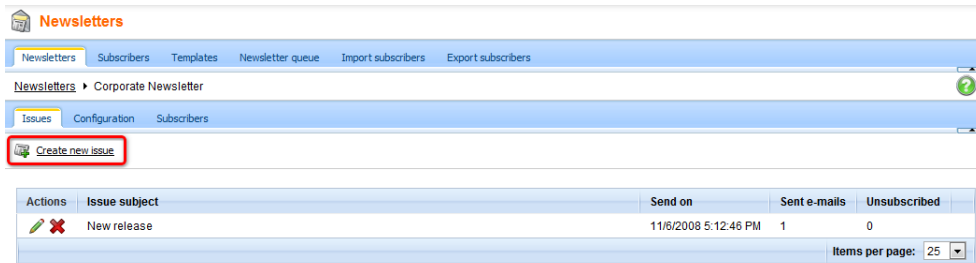 Newsletters
Newsletters Subscribers Templates Newsletter queue Import subscribers Export subscribers
Newsletters ▸ Corporate Newsletter
Issues Configuration Subscribers
Create new issue
Actions Issue subject Send on Sent e-mails Unsubscribed
New release 11/6/2008 5:12:46 PM 1 0
Items per page: 25